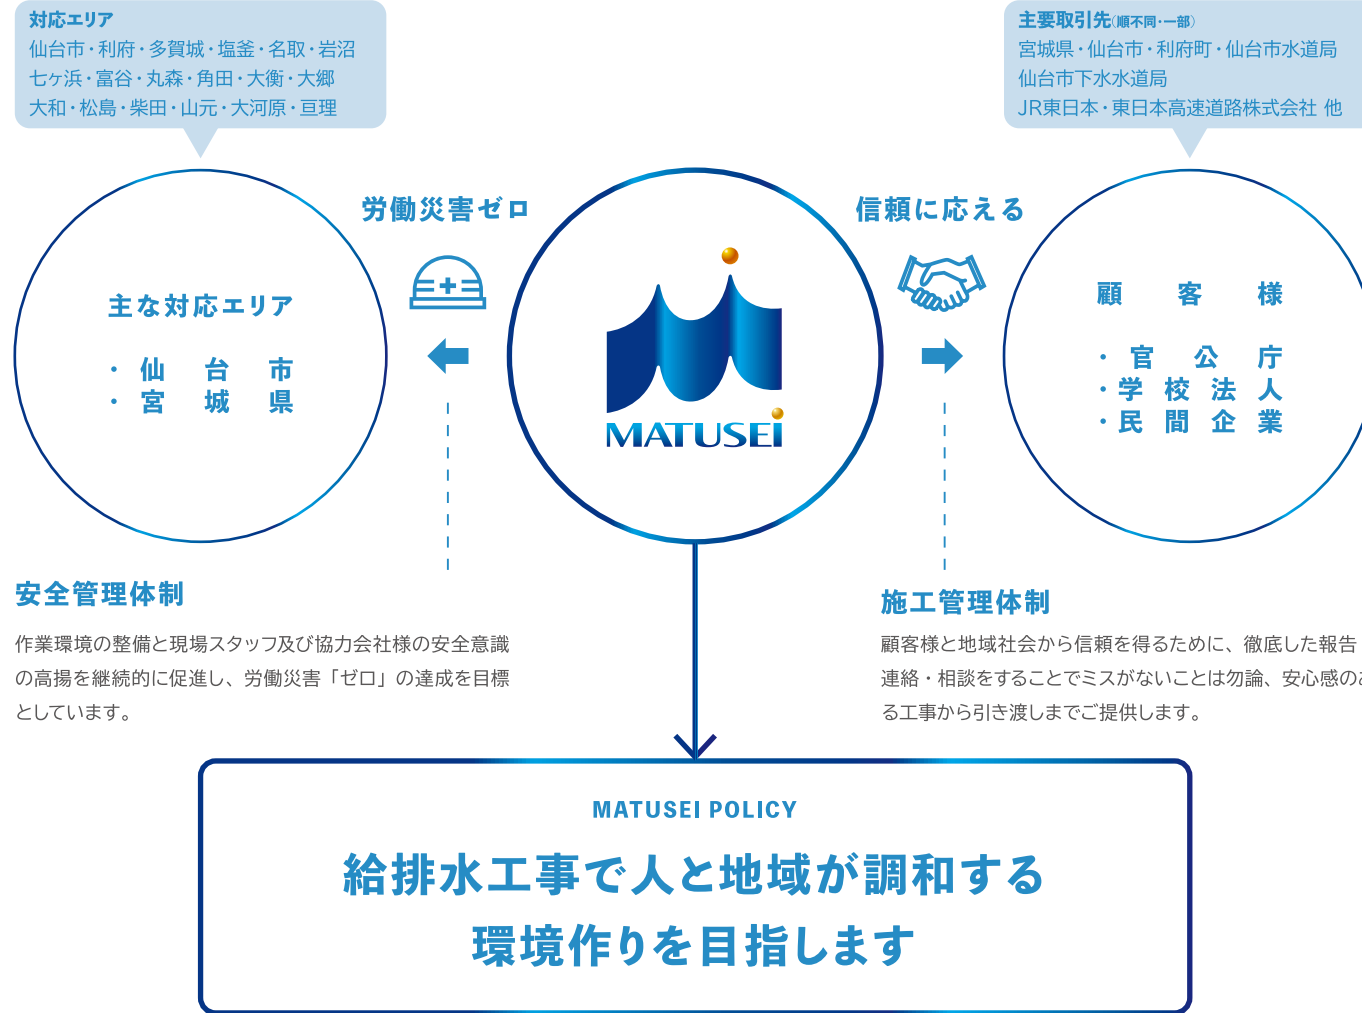 対応エリア
仙台市・利府・多賀城・塩釜・名取・岩沼
七ヶ浜・富谷・丸森・角田・大衡・大郷
大和・松島・柴田・山元・大河原・亘理
主要取引先(順不同・一部)
宮城県・仙台市・利府町・仙台市水道局
仙台市下水水道局
JR東日本・東日本高速道路株式会社 他
労働災害ゼロ
信頼に応える
主な対応エリア
・仙台市
・宮城県
MATUSEi
顧客様
・官公庁
・学校法人
・民間企業
安全管理体制
作業環境の整備と現場スタッフ及び協力会社様の安全意識
の高揚を継続的に促進し、労働災害「ゼロ」の達成を目標
としています。
施工管理体制
顧客様と地域社会から信頼を得るために、徹底した報告
連絡・相談をすることでミスがないことは勿論、安心感のあ
る工事から引き渡しまでご提供します。
MATUSEI POLICY
給排水工事で人と地域が調和する
環境作りを目指します